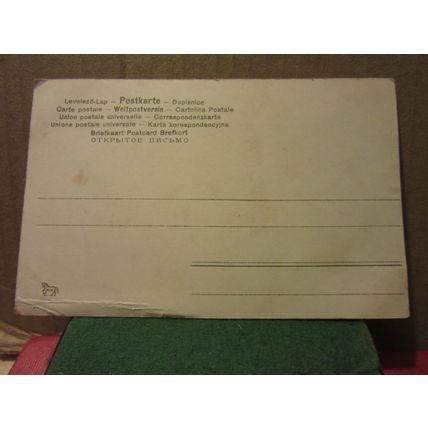 Levelező-Lap – Postkarte – Dopisnice
Carte postale – Weltpostverein – Cartolina Postale
Union postale universelle – Correspondenzkarte
Unione postale universale – Karta korespondencyjna
Briefkaart Postcard Brefkort
ОТКРЫТОЕ ПИСЬМО